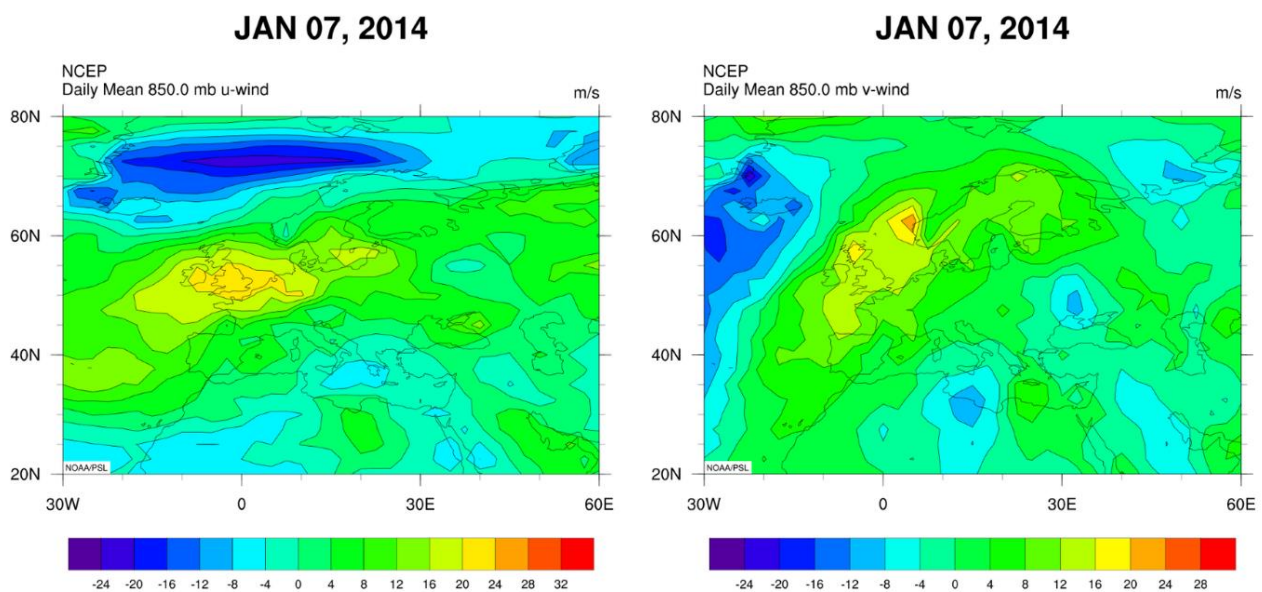 JAN 07, 2014
NCEP
Daily Mean 850.0 mb u-wind
m/s
80N
60N
40N
20N
NOAA/PSL
30W
0
30E
60E
-24 -20 -16 -12 -8 -4 0 4 8 12 16 20 24 28 32
JAN 07, 2014
NCEP
Daily Mean 850.0 mb v-wind
m/s
80N
60N
40N
20N
NOAA/PSL
30W
0
30E
60E
-24 -20 -16 -12 -8 -4 0 4 8 12 16 20 24 28